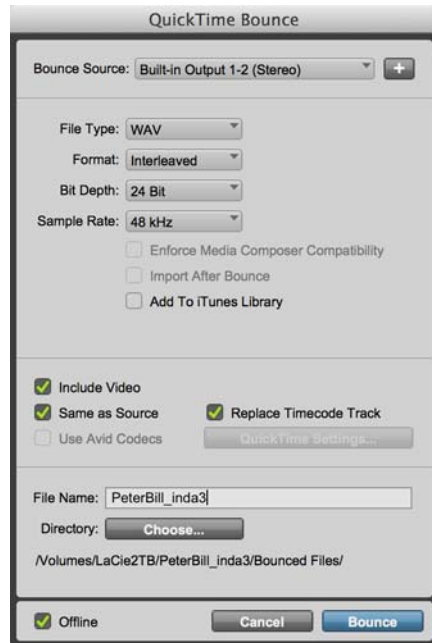 QuickTime Bounce
Bounce Source: Built-in Output 1-2 (Stereo) +
File Type: WAV
Format: Interleaved
Bit Depth: 24 Bit
Sample Rate: 48 kHz
Enforce Media Composer Compatibility
Import After Bounce
Add To iTunes Library
Include Video
Same as Source Replace Timecode Track
Use Avid Codecs QuickTime Settings...
File Name: PeterBill_inda3
Directory: Choose...
/Volumes/LaCie2TB/PeterBill_inda3/Bounced Files/
Offline Cancel Bounce